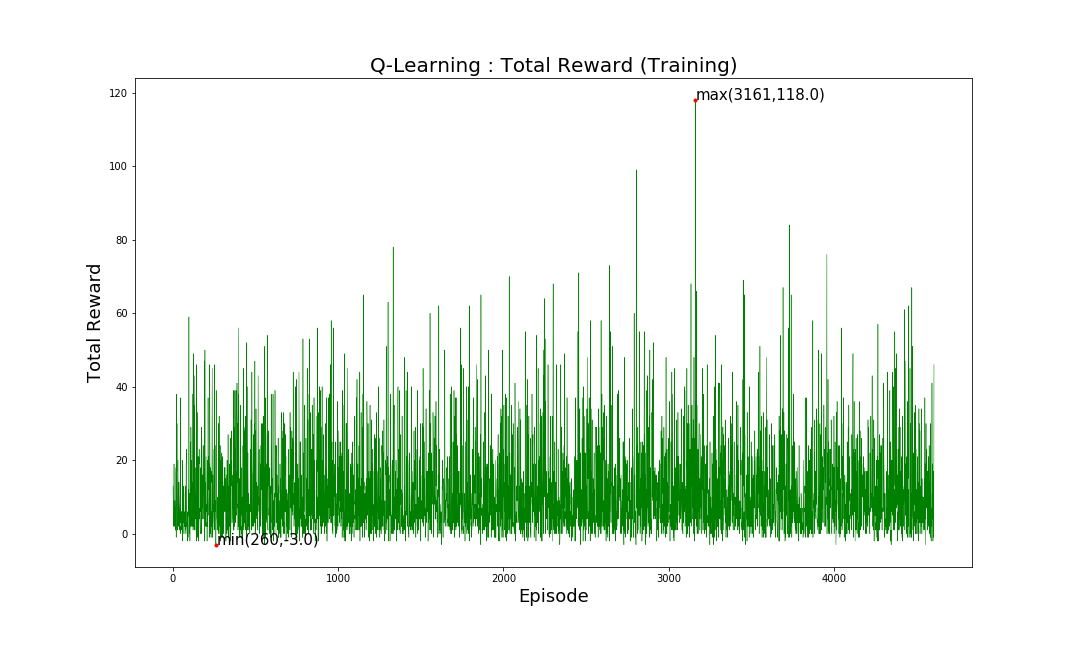 Q-Learning : Total Reward (Training)
Total Reward
120
100
80
60
40
20
0
max(3161,118.0)
min(260,-3.0)
0 1000 2000 3000 4000
Episode